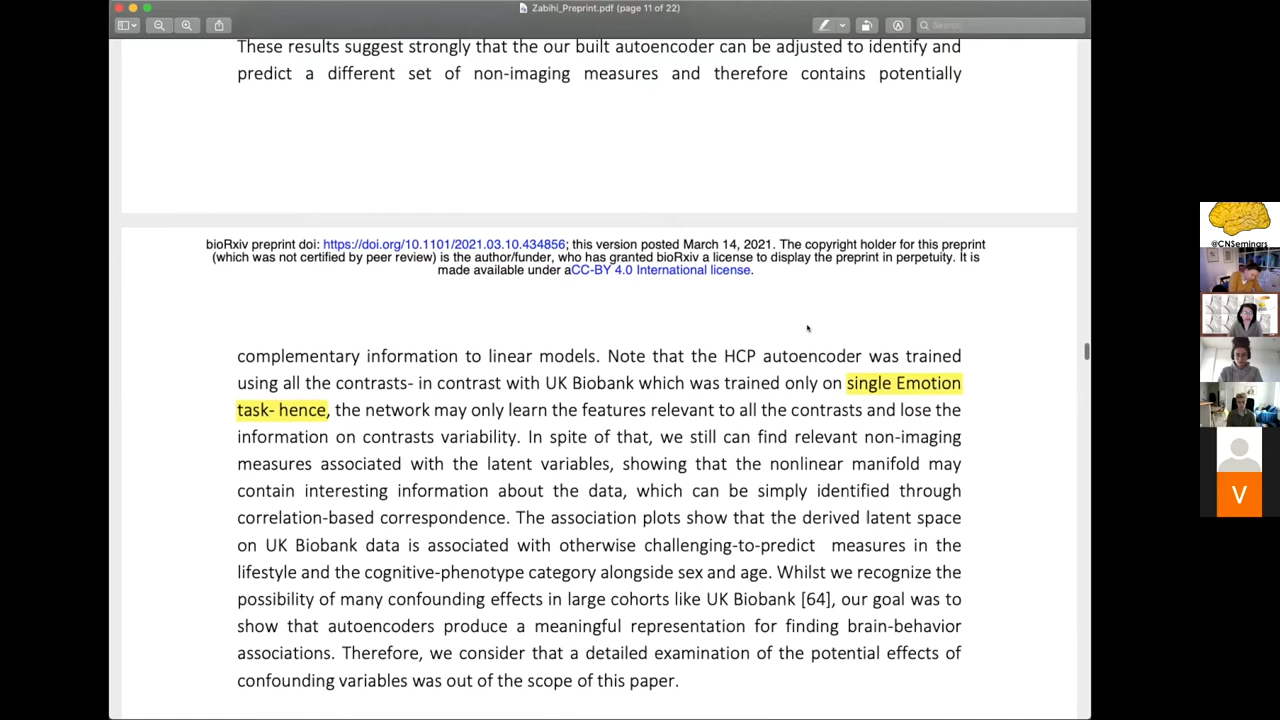 Zabihi_Preprint.pdf (page 11 of 22)
Search
These results suggest strongly that the our built autoencoder can be adjusted to identify and
predict a different set of non-imaging measures and therefore contains potentially
bioRxiv preprint doi: https://doi.org/10.1101/2021.03.10.434856; this version posted March 14, 2021. The copyright holder for this preprint
(which was not certified by peer review) is the author/funder, who has granted bioRxiv a license to display the preprint in perpetuity. It is
made available under aCC-BY 4.0 International license.
complementary information to linear models. Note that the HCP autoencoder was trained
using all the contrasts- in contrast with UK Biobank which was trained only on single Emotion
task- hence, the network may only learn the features relevant to all the contrasts and lose the
information on contrasts variability. In spite of that, we still can find relevant non-imaging
measures associated with the latent variables, showing that the nonlinear manifold may
contain interesting information about the data, which can be simply identified through
correlation-based correspondence. The association plots show that the derived latent space
on UK Biobank data is associated with otherwise challenging-to-predict measures in the
lifestyle and the cognitive-phenotype category alongside sex and age. Whilst we recognize the
possibility of many confounding effects in large cohorts like UK Biobank [64], our goal was to
show that autoencoders produce a meaningful representation for finding brain-behavior
associations. Therefore, we consider that a detailed examination of the potential effects of
confounding variables was out of the scope of this paper.
@CNSeminars
V